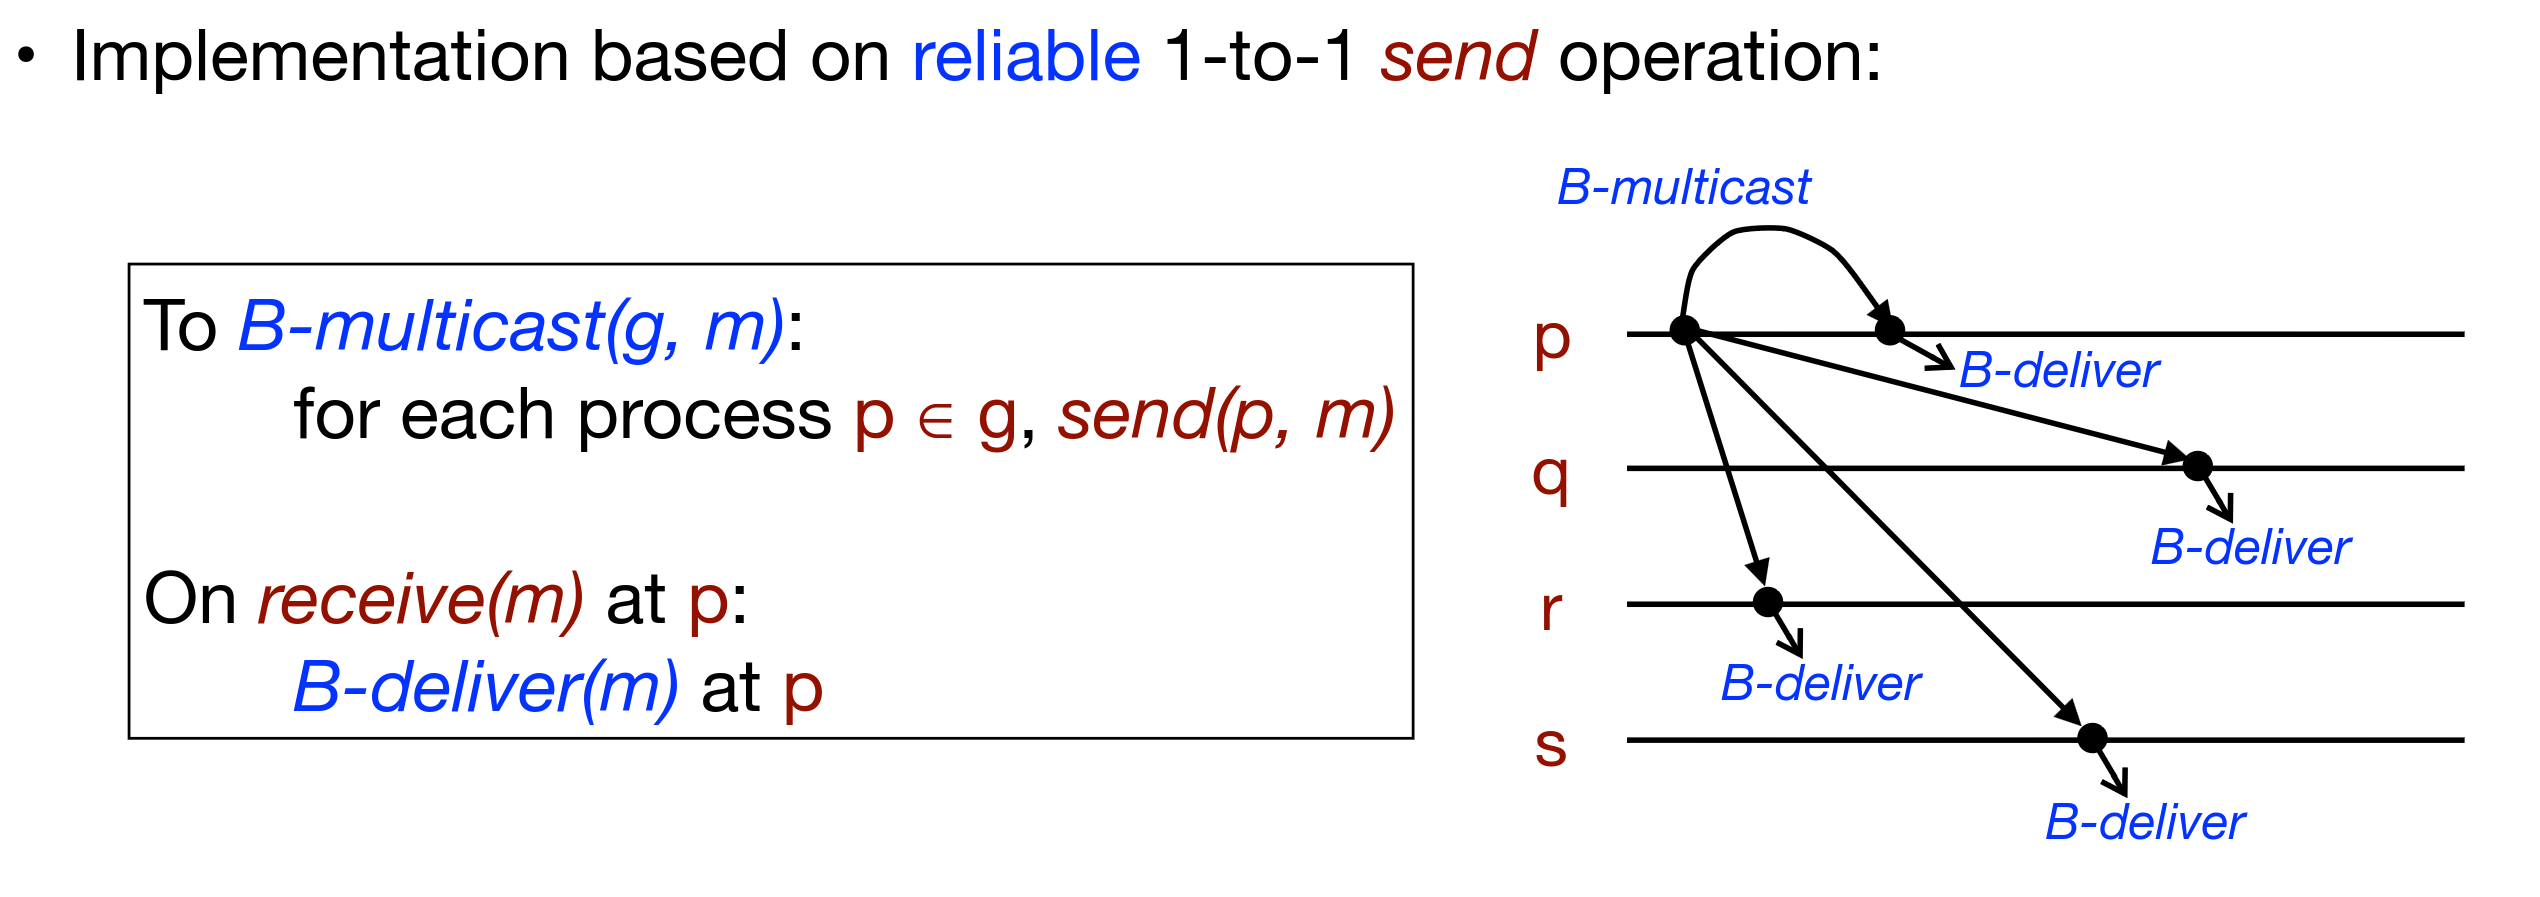 • Implementation based on reliable 1-to-1 send operation:
To B-multicast(g, m):
for each process p ∈ g, send(p, m)
On receive(m) at p:
B-deliver(m) at p
B-multicast
p
B-deliver
q
B-deliver
r
B-deliver
s
B-deliver